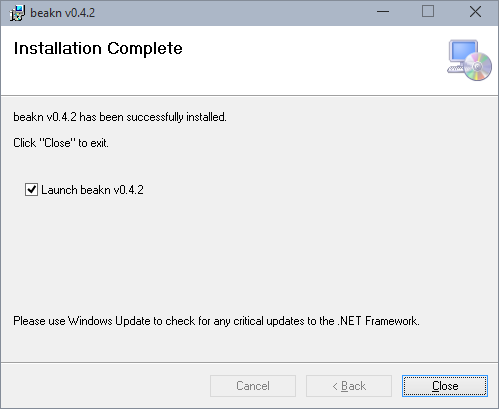 beakn v0.4.2
Installation Complete
beakn v0.4.2 has been successfully installed.
Click "Close" to exit.
Launch beakn v0.4.2
Please use Windows Update to check for any critical updates to the .NET Framework.
Cancel
< Back
Close